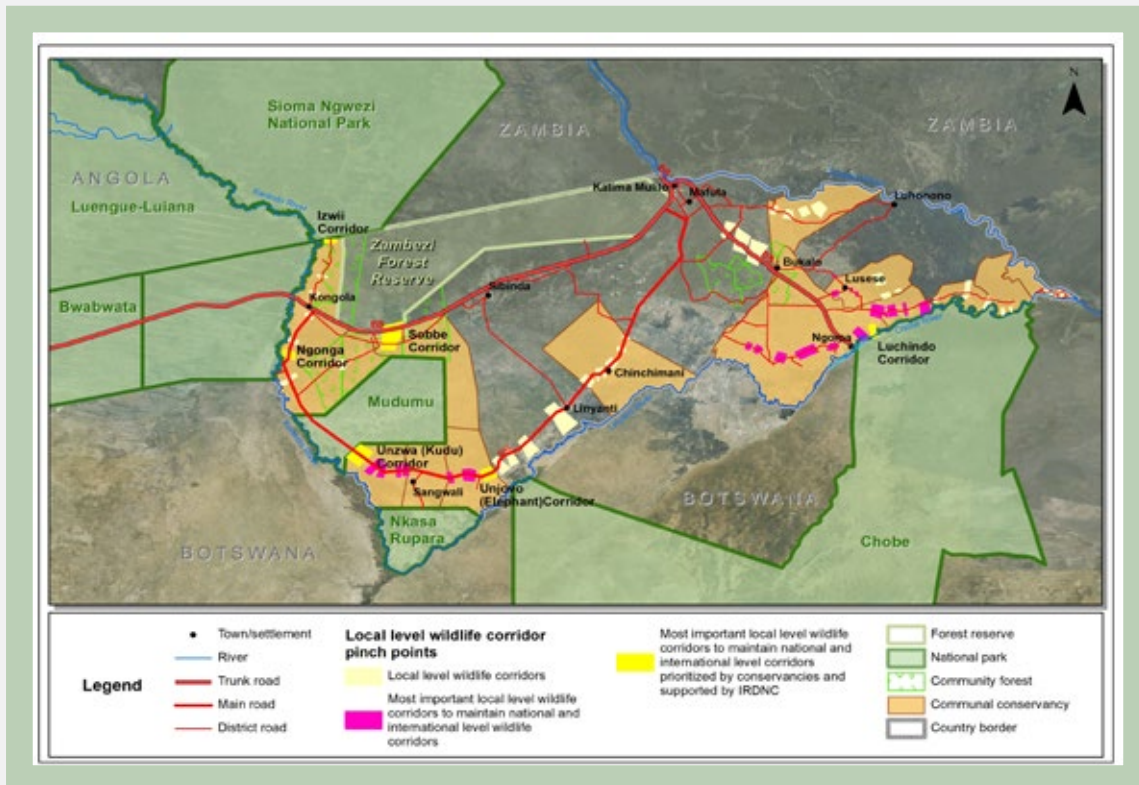 N
Sioma Ngwezi
National Park
ZAMBIA
ZAMBIA
ANGOLA
Luengue-Luiana
Katima Mulilo
Mafuta
Luhonono
Izwii
Corridor
Zambezi
Forest
Reserve
Bukalo
Bwabwata
Kongola
Sibinda
Lusese
Sobbe
Corridor
Ngonga
Corridor
Ngoma
Luchindo
Corridor
Chinchimani
Mudumu
Linyanti
Unzwa (Kudu)
Corridor
Sangwali
Unjovo
(Elephant)Corridor
BOTSWANA
Nkasa
Rupara
BOTSWANA
Chobe
Legend
Town/settlement
River
Trunk road
Main road
District road
Local level wildlife corridor
pinch points
Local level wildlife corridors
Most important local level wildlife
corridors to maintain national and
international level wildlife
corridors
Most important local level wildlife
corridors to maintain national and
international level corridors
prioritized by conservancies and
supported by IRDNC
Forest reserve
National park
Community forest
Communal conservancy
Country border